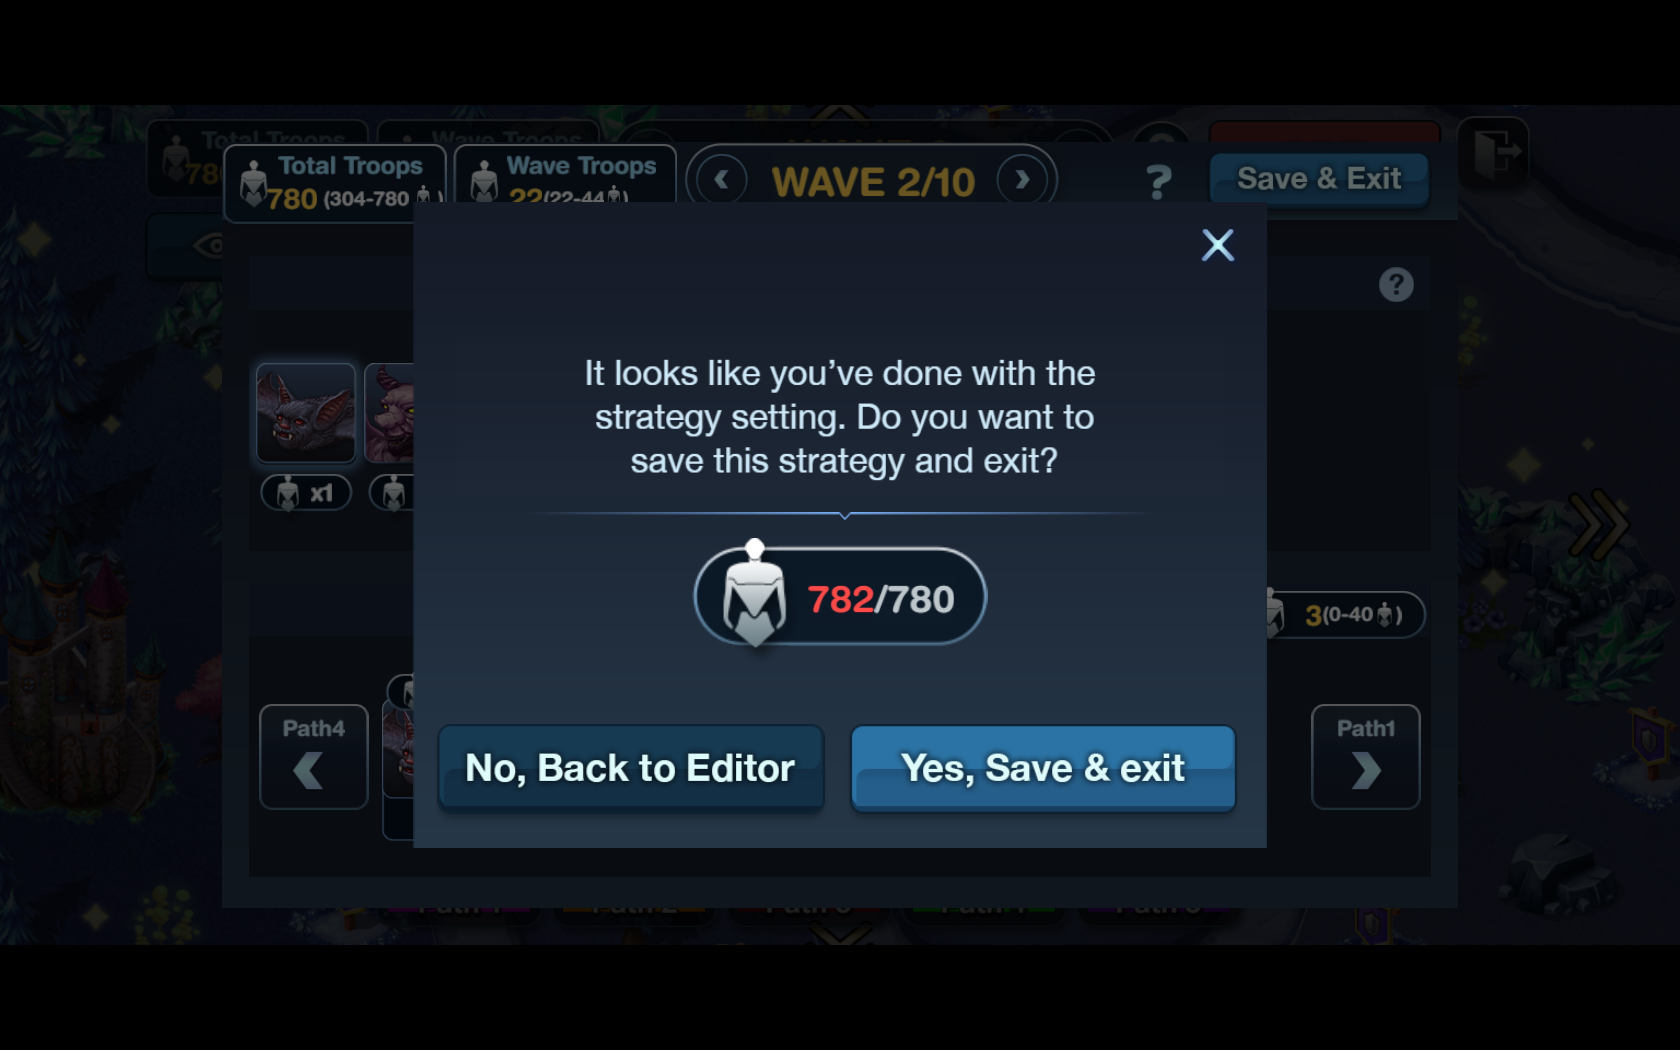 Total Troops
780 (304-780 )
Wave Troops
22(22-44 )
WAVE 2/10
?
Save & Exit
?
It looks like you’ve done with the
strategy setting. Do you want to
save this strategy and exit?
x1
782/780
3(0-40 )
Path4
Path1
No, Back to Editor
Yes, Save & exit